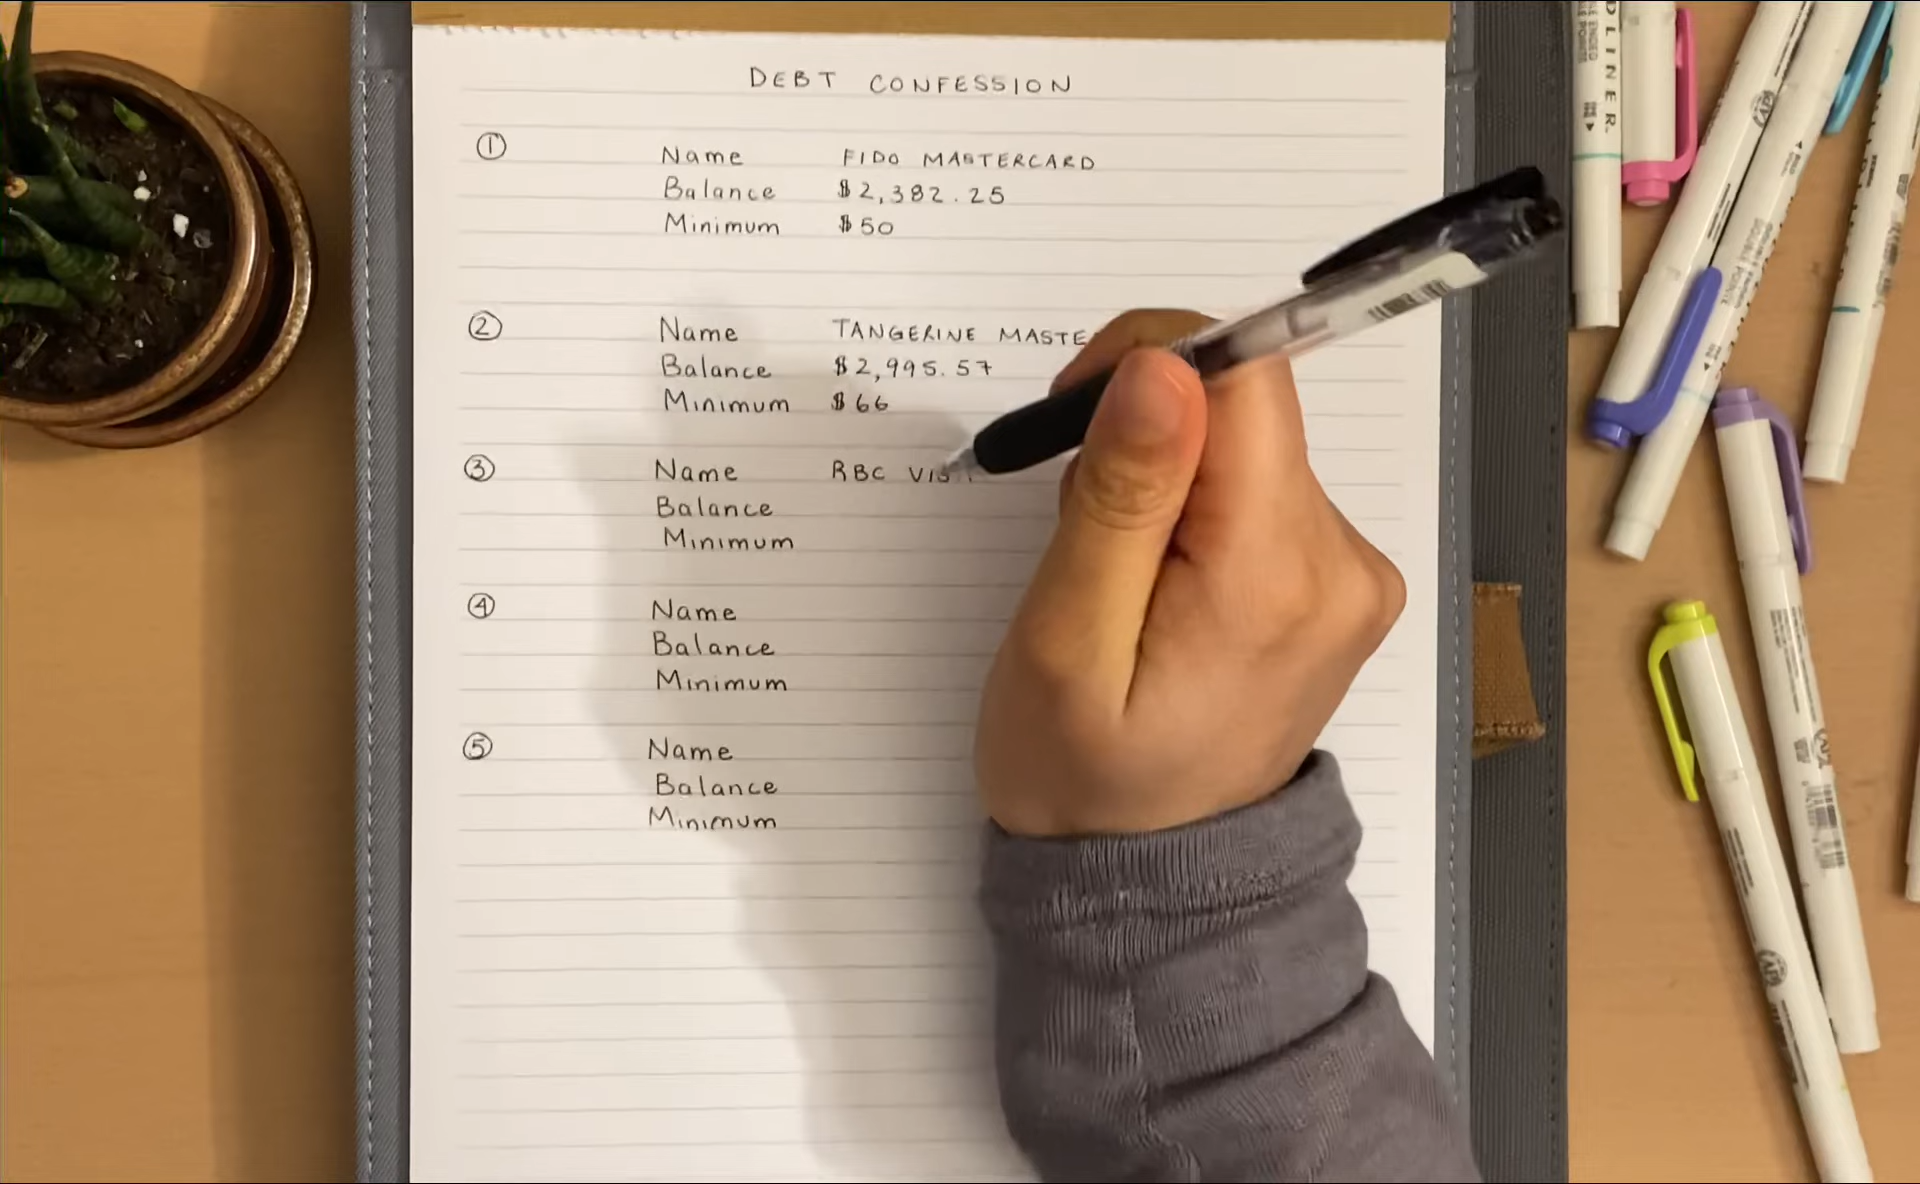 DEBT CONFESSION
①
Name FIDO MASTERCARD
Balance $2,382.25
Minimum $50
②
Name TANGERINE MASTE
Balance $2,995.57
Minimum $66
③
Name RBC
Balance
Minimum
④
Name
Balance
Minimum
⑤
Name
Balance
Minimum